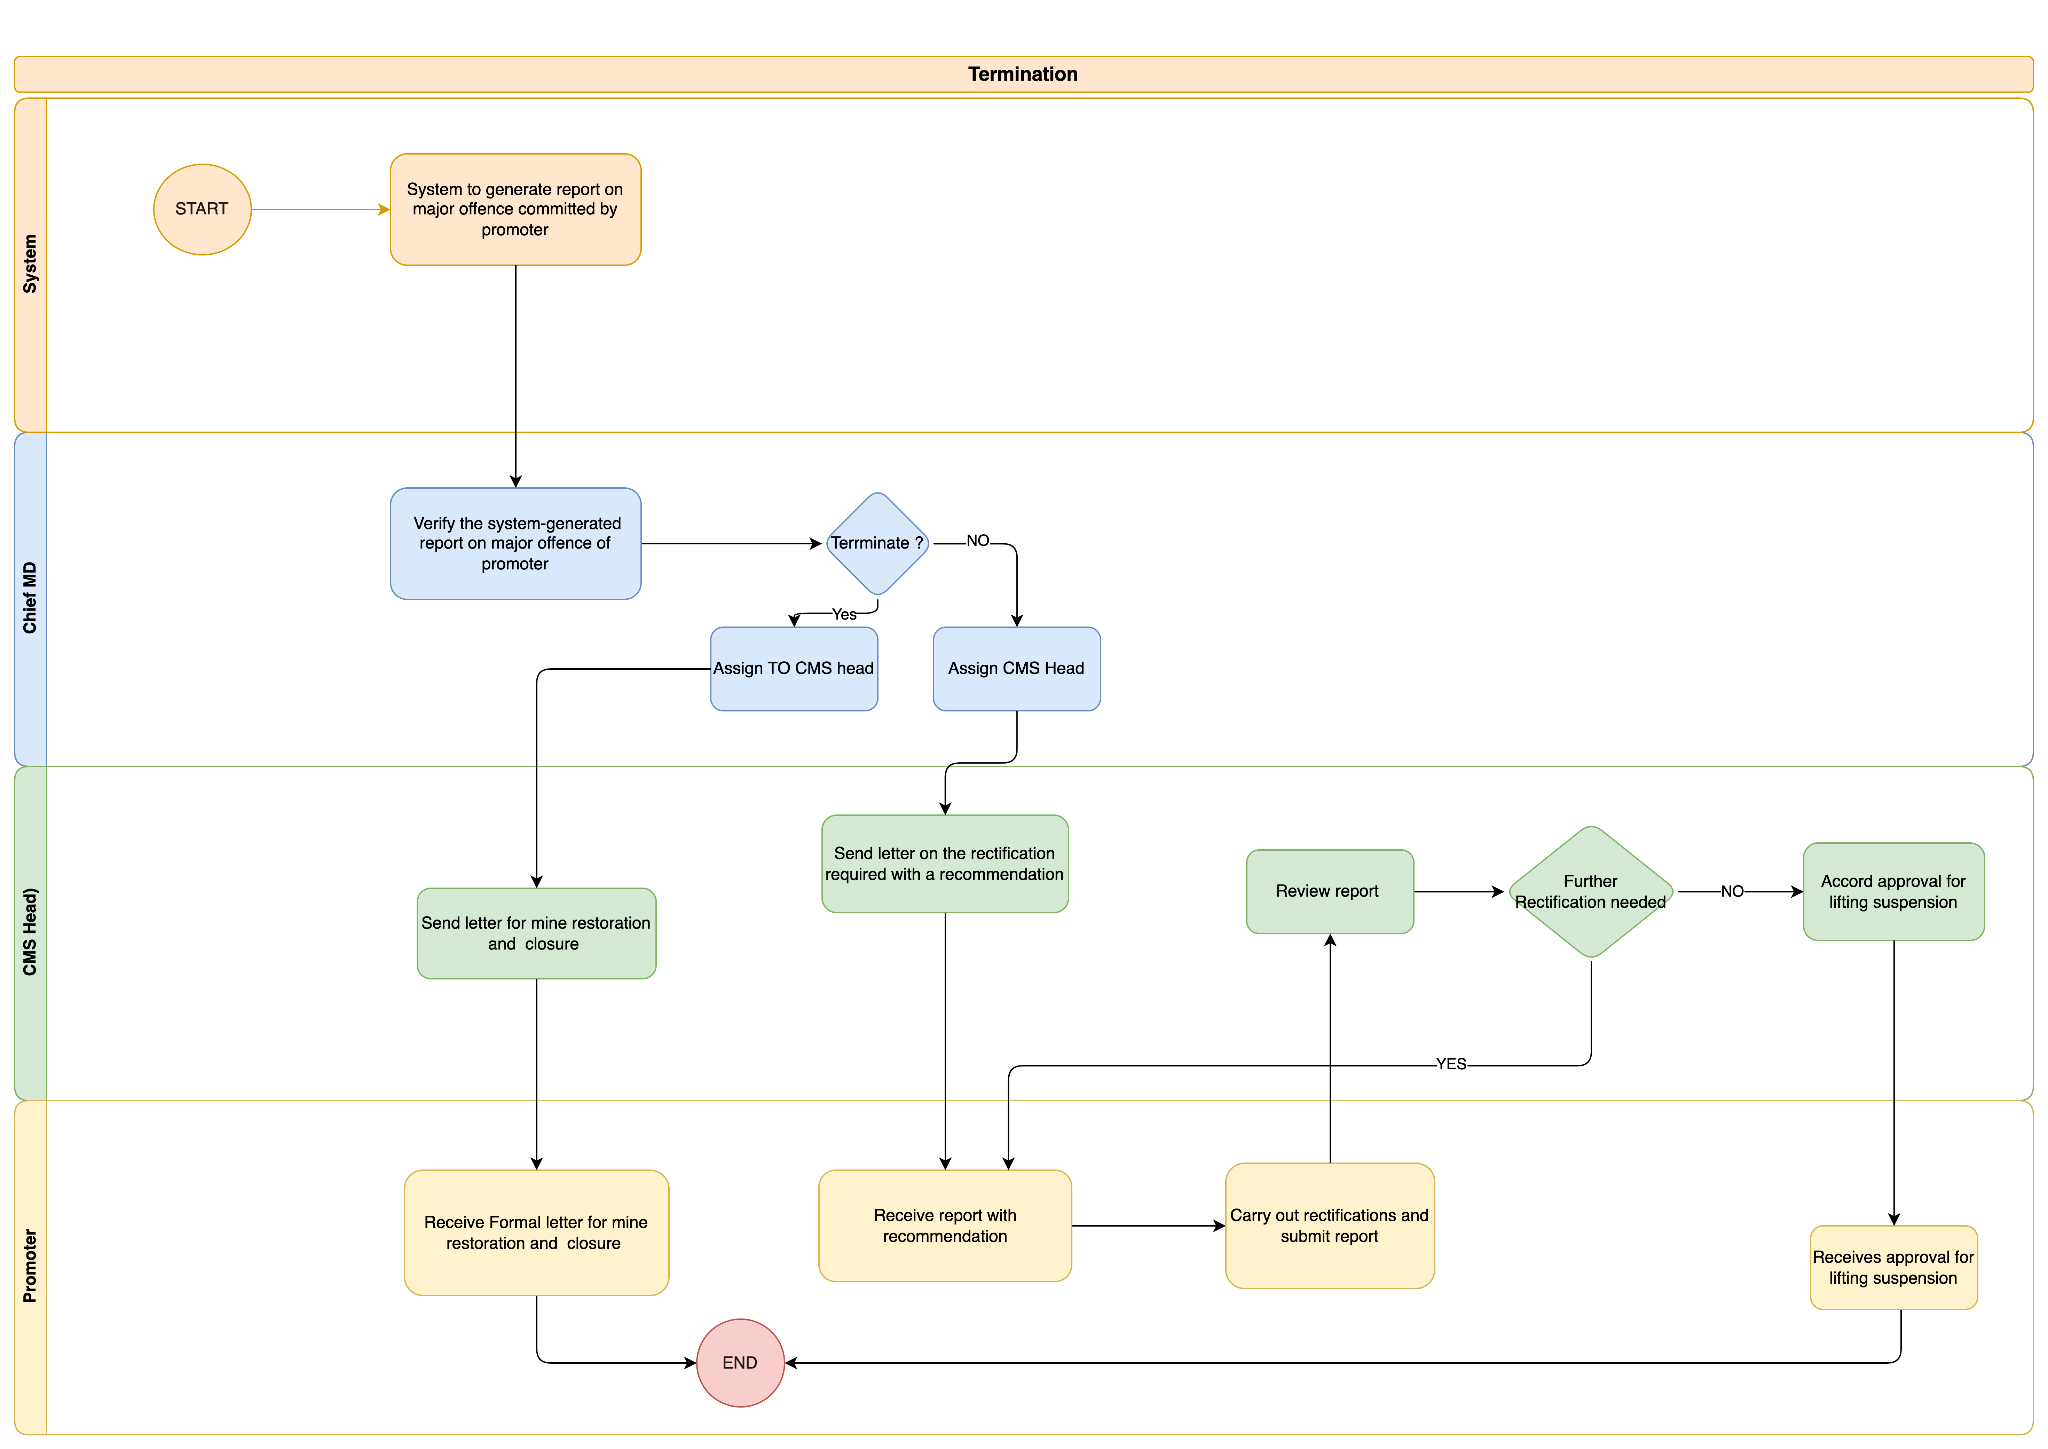 Termination
System
START
System to generate report on
major offence committed by
promoter
Chief MD
Verify the system-generated
report on major offence of
promoter
Terrminate ?
NO
Yes
Assign TO CMS head
Assign CMS Head
CMS Head)
Send letter on the rectification
required with a recommendation
Review report
Further
Rectification needed
NO
Accord approval for
lifting suspension
Send letter for mine restoration
and  closure
YES
Promoter
Receive Formal letter for mine
restoration and  closure
Receive report with
recommendation
Carry out rectifications and
submit report
Receives approval for
lifting suspension
END